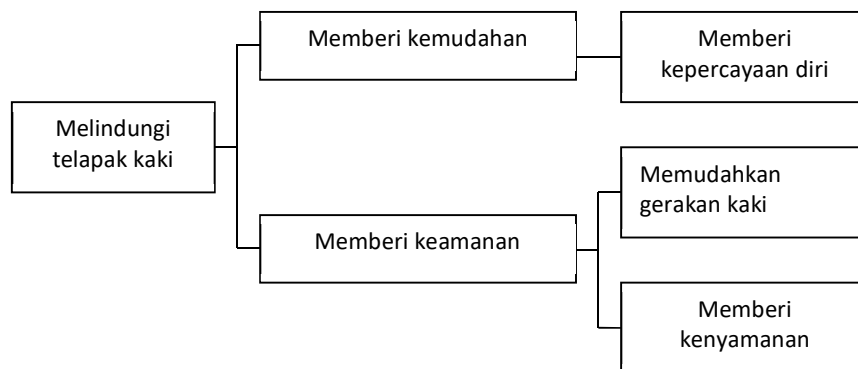 Melindungi
telapak kaki
Memberi kemudahan
Memberi
kepercayaan diri
Memberi keamanan
Memudahkan
gerakan kaki
Memberi
kenyamanan